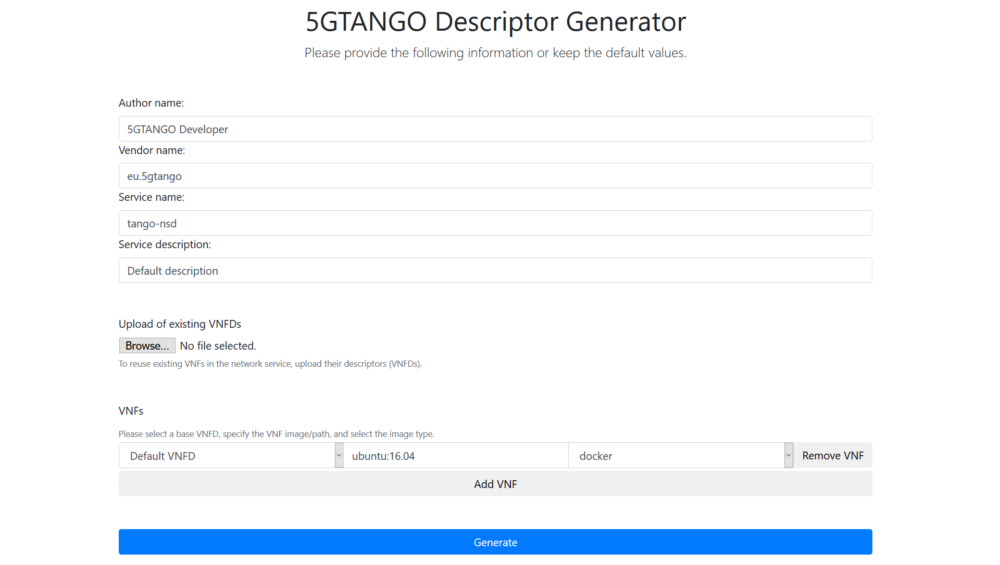 5GTANGO Descriptor Generator
Please provide the following information or keep the default values.
Author name:
5GTANGO Developer
Vendor name:
eu.5gtango
Service name:
tango-nsd
Service description:
Default description
Upload of existing VNFDs
Browse... No file selected.
To reuse existing VNFs in the network service, upload their descriptors (VNFDs).
VNFs
Please select a base VNFD, specify the VNF image/path, and select the image type.
Default VNFD ubuntu:16.04 docker Remove VNF
Add VNF
Generate